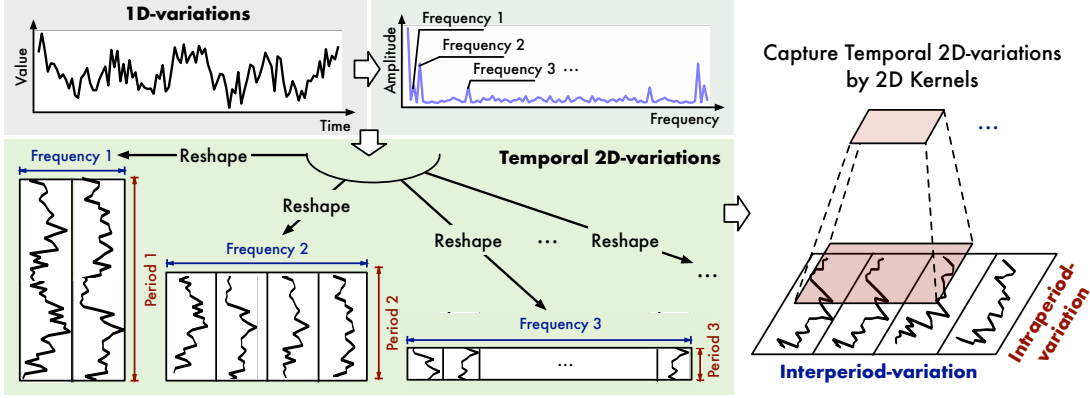 1D-variations
Value
Time
Amplitude
Frequency 1
Frequency 2
Frequency 3 ...
Frequency
Capture Temporal 2D-variations
by 2D Kernels
...
Temporal 2D-variations
Frequency 1
Reshape
Reshape
Reshape
...
Reshape
...
Period 1
Frequency 2
Period 2
Frequency 3
...
Period 3
Interperiod-variation
Intraperiod-
variation